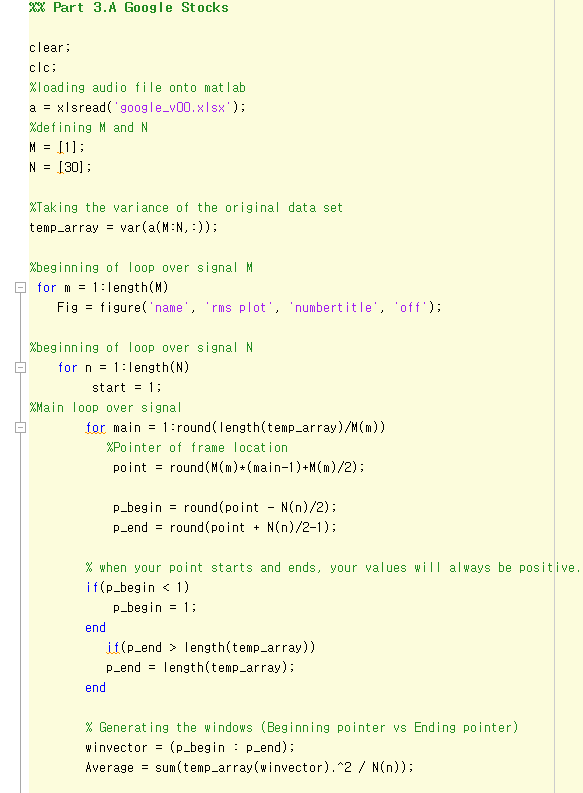 %% Part 3.A Google Stocks
clear;
clc;
%loading audio file onto matlab
a = xlsread('google_v00.xlsx');
%defining M and N
M = [1];
N = [30];
%Taking the variance of the original data set
temp_array = var(a(M:N,:));
%beginning of loop over signal M
for m = 1:length(M)
Fig = figure('name', 'rms plot', 'numbertitle', 'off');
%beginning of loop over signal N
for n = 1:length(N)
start = 1;
%Main loop over signal
for main = 1:round(length(temp_array)/M(m))
%Pointer of frame location
point = round(M(m)*(main-1)+M(m)/2);
p_begin = round(point - N(n)/2);
p_end = round(point + N(n)/2-1);
% when your point starts and ends, your values will always be positive.
if(p_begin < 1)
p_begin = 1;
end
if(p_end > length(temp_array))
p_end = length(temp_array);
end
% Generating the windows (Beginning pointer vs Ending pointer)
winvector = (p_begin : p_end);
Average = sum(temp_array(winvector).^2 / N(n));